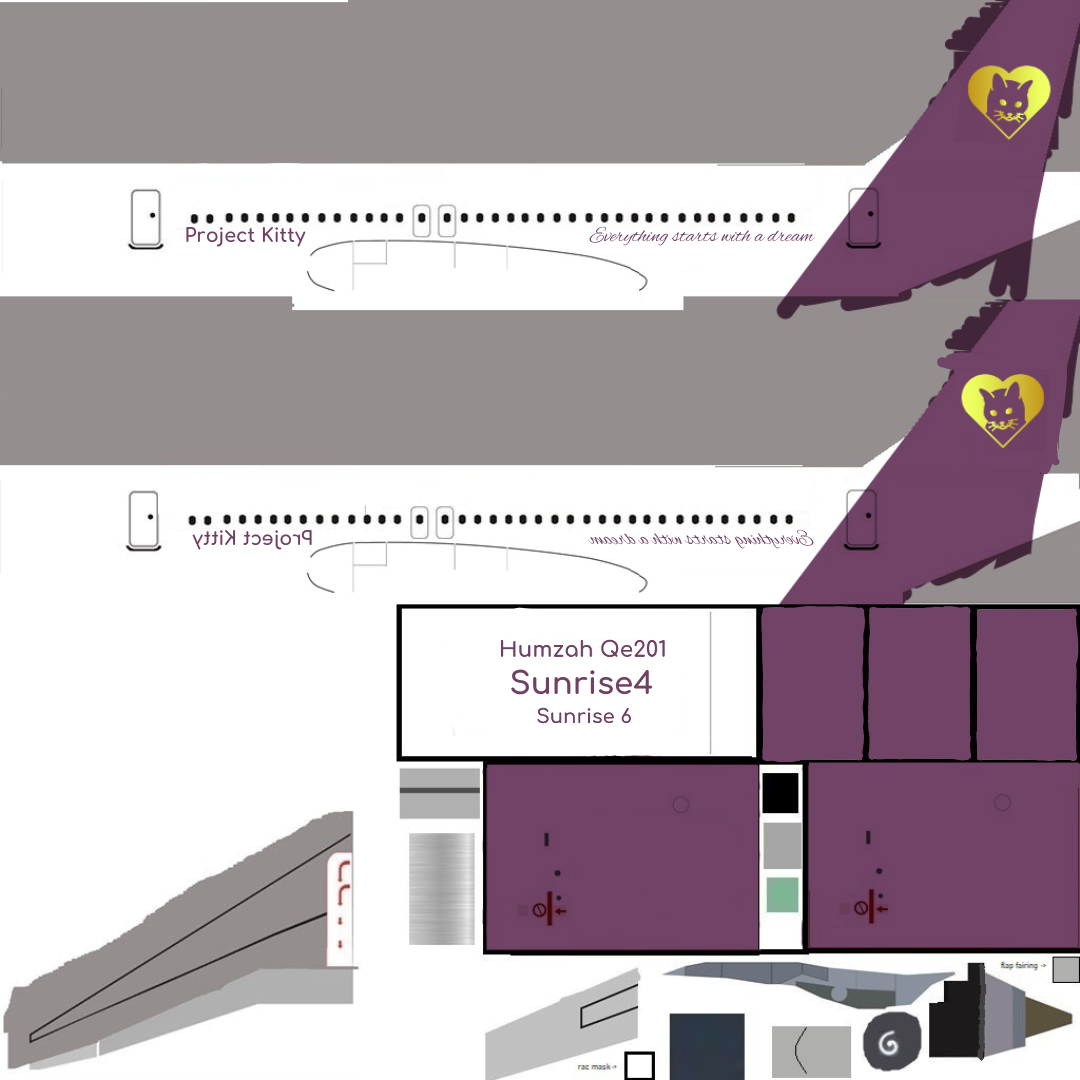 Project Kitty
Everything starts with a dream
Project Kitty
Everything starts with a dream
Humzah Qe201
Sunrise4
Sunrise 6
flap fairing ->
rac mask->